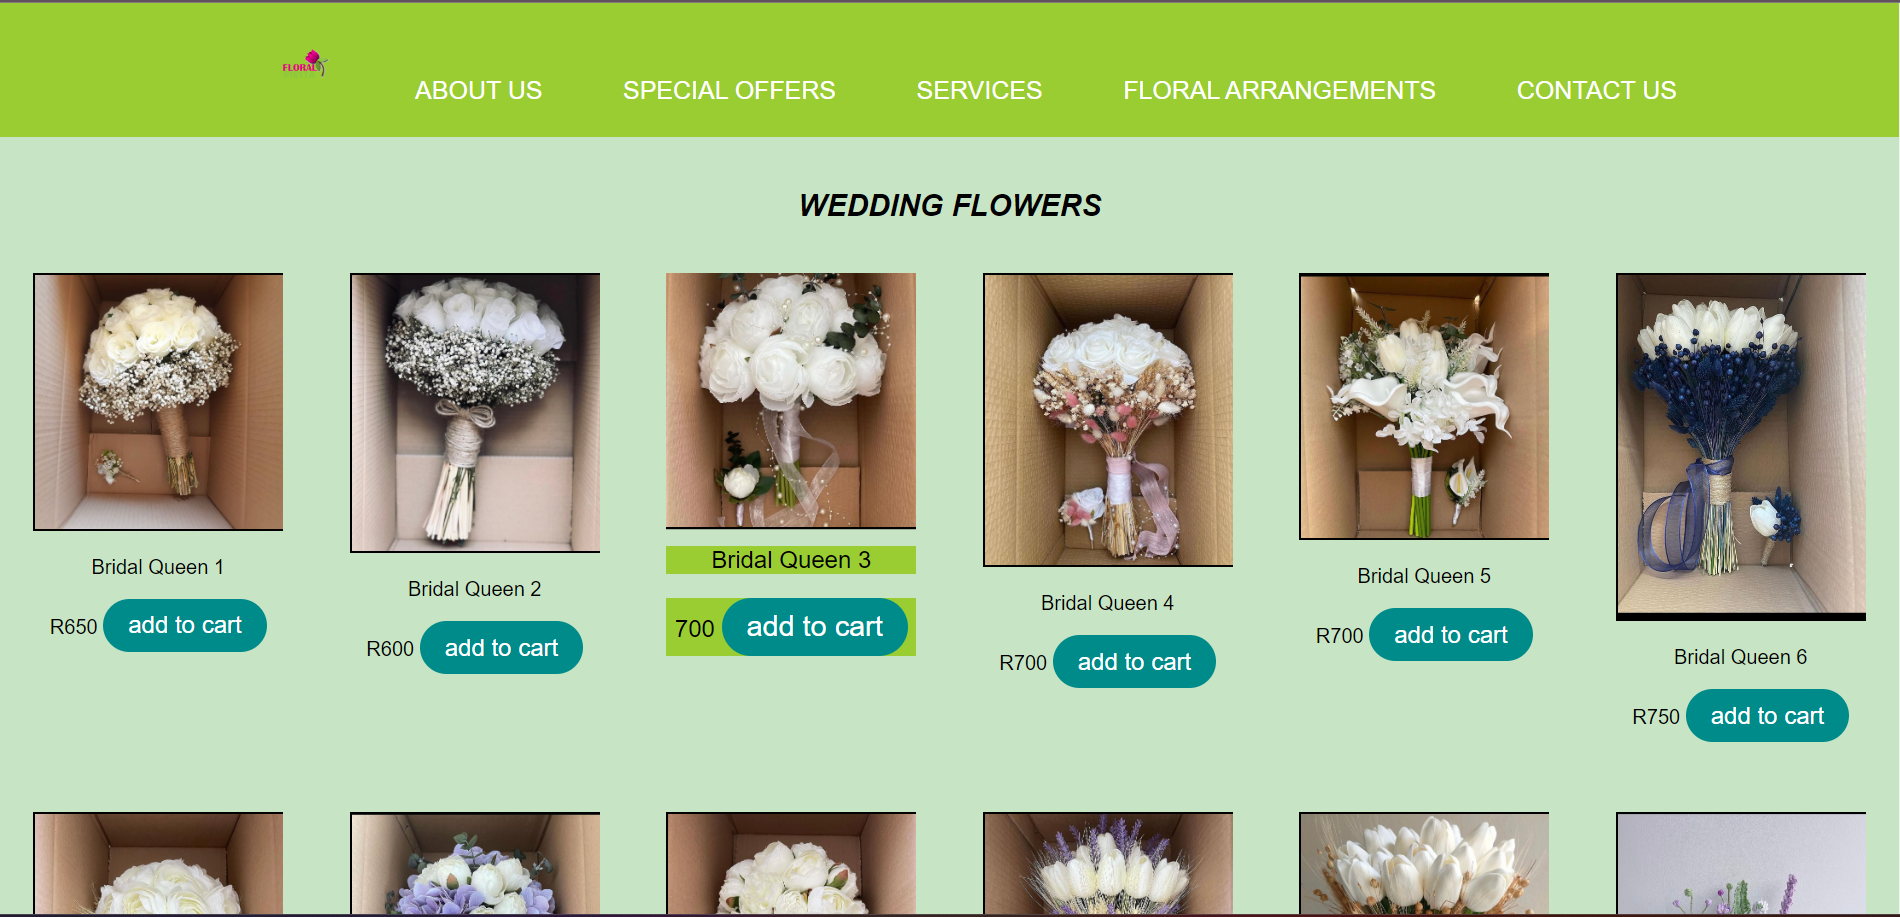 FLORAL
ABOUT US
SPECIAL OFFERS
SERVICES
FLORAL ARRANGEMENTS
CONTACT US
WEDDING FLOWERS
Bridal Queen 1
R650 add to cart
Bridal Queen 2
R600 add to cart
Bridal Queen 3
700 add to cart
Bridal Queen 4
R700 add to cart
Bridal Queen 5
R700 add to cart
Bridal Queen 6
R750 add to cart